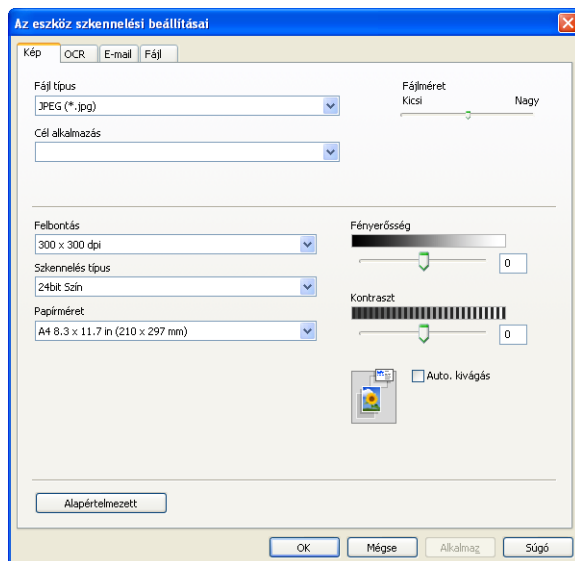 Az eszköz szkennelési beállításai
Kép OCR E-mail Fájl
Fájl típus
JPEG (*.jpg)
Cél alkalmazás
Fájlméret
Kicsi Nagy
Felbontás
300 x 300 dpi
Szkennelés típus
24bit Szín
Papírméret
A4 8.3 x 11.7 in (210 x 297 mm)
Fényerősség
0
Kontraszt
0
Auto. kivágás
Alapértelmezett
OK Mégse Alkalmaz Súgó